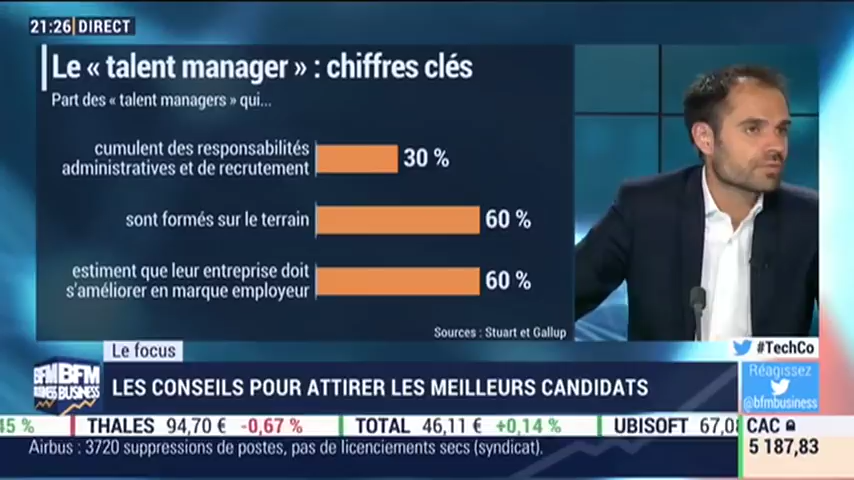 21:26 DIRECT
Le « talent manager » : chiffres clés
Part des « talent managers » qui...
cumulent des responsabilités
administratives et de recrutement
30 %
sont formés sur le terrain
60 %
estiment que leur entreprise doit
s'améliorer en marque employeur
60 %
Sources : Stuart et Gallup
Le focus
#TechCo
BFM BUSINESS
LES CONSEILS POUR ATTIRER LES MEILLEURS CANDIDATS
Réagissez
@bfmbusiness
45 % THALES 94,70 € -0,67 % TOTAL 46,11 € +0,14 % UBISOFT 67,0
CAC
5 187,83
Airbus : 3720 suppressions de postes, pas de licenciements secs (syndicat).